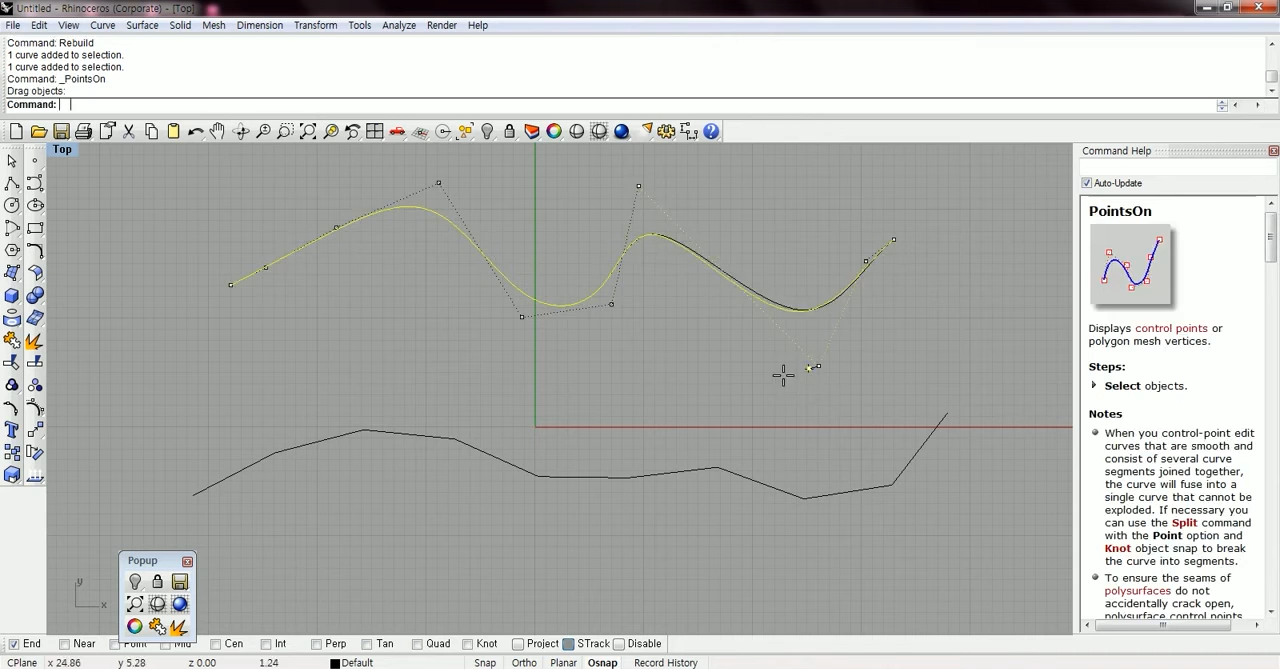 Untitled - Rhinoceros (Corporate) - [Top]
File Edit View Curve Surface Solid Mesh Dimension Transform Tools Analyze Render Help
Command: Rebuild
1 curve added to selection.
1 curve added to selection.
Command: _PointsOn
Drag objects:
Command:
Top
Command Help
Auto-Update
PointsOn
Displays control points or
polygon mesh vertices.
Steps:
Select objects.
Notes
When you control-point edit
curves that are smooth and
consist of several curve
segments joined together,
the curve will fuse into a
single curve that cannot be
exploded. If necessary you
can use the Split command
with the Point option and
Knot object snap to break
the curve into segments.
To ensure the seams of
polysurfaces do not
accidentally crack open,
polysurface control points
y
x
Popup
End Near Point Mid Cen Int Perp Tan Quad Knot Project STrack Disable
CPlane x 24.86 y 5.28 z 0.00 1.24 Default Snap Ortho Planar Osnap Record History